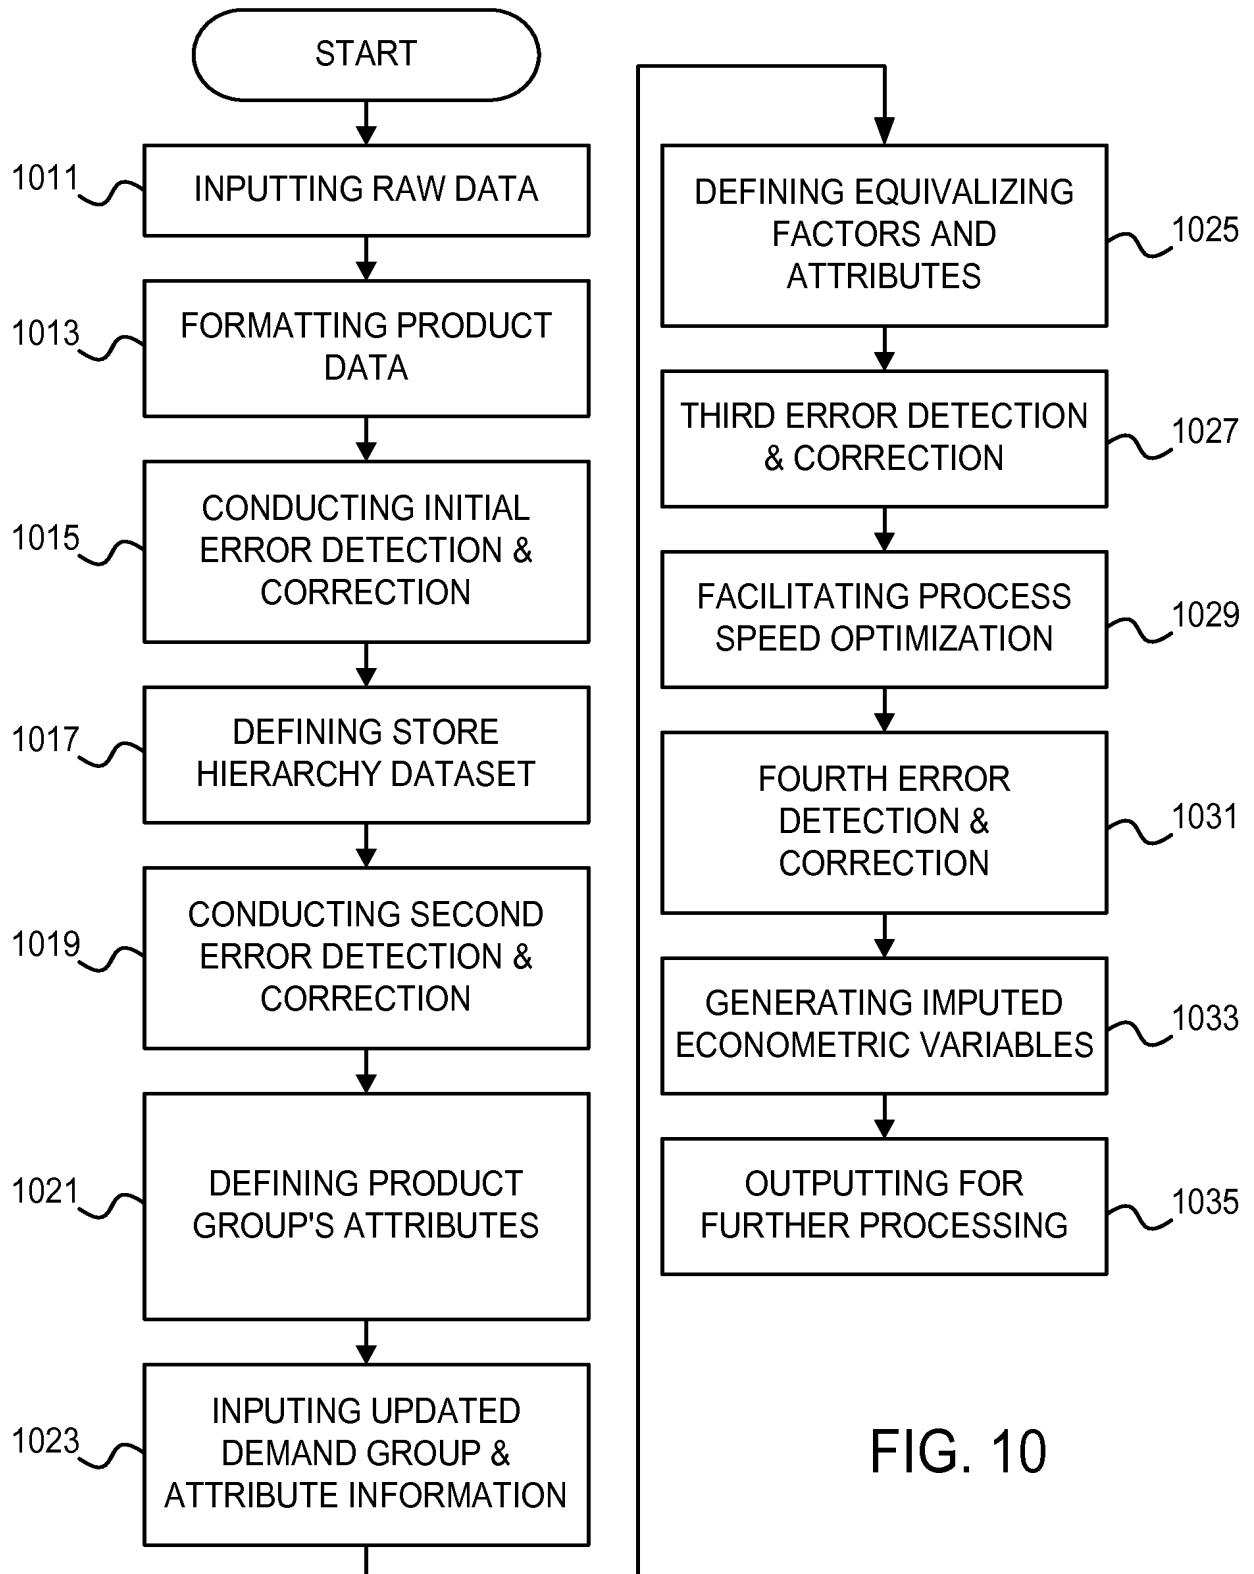 START
1011
INPUTTING RAW DATA
1013
FORMATTING PRODUCT
DATA
1015
CONDUCTING INITIAL
ERROR DETECTION &
CORRECTION
1017
DEFINING STORE
HIERARCHY DATASET
1019
CONDUCTING SECOND
ERROR DETECTION &
CORRECTION
1021
DEFINING PRODUCT
GROUP'S ATTRIBUTES
1023
INPUTING UPDATED
DEMAND GROUP &
ATTRIBUTE INFORMATION
DEFINING EQUIVALIZING
FACTORS AND
ATTRIBUTES
1025
THIRD ERROR DETECTION
& CORRECTION
1027
FACILITATING PROCESS
SPEED OPTIMIZATION
1029
FOURTH ERROR
DETECTION &
CORRECTION
1031
GENERATING IMPUTED
ECONOMETRIC VARIABLES
1033
OUTPUTTING FOR
FURTHER PROCESSING
1035
FIG. 10